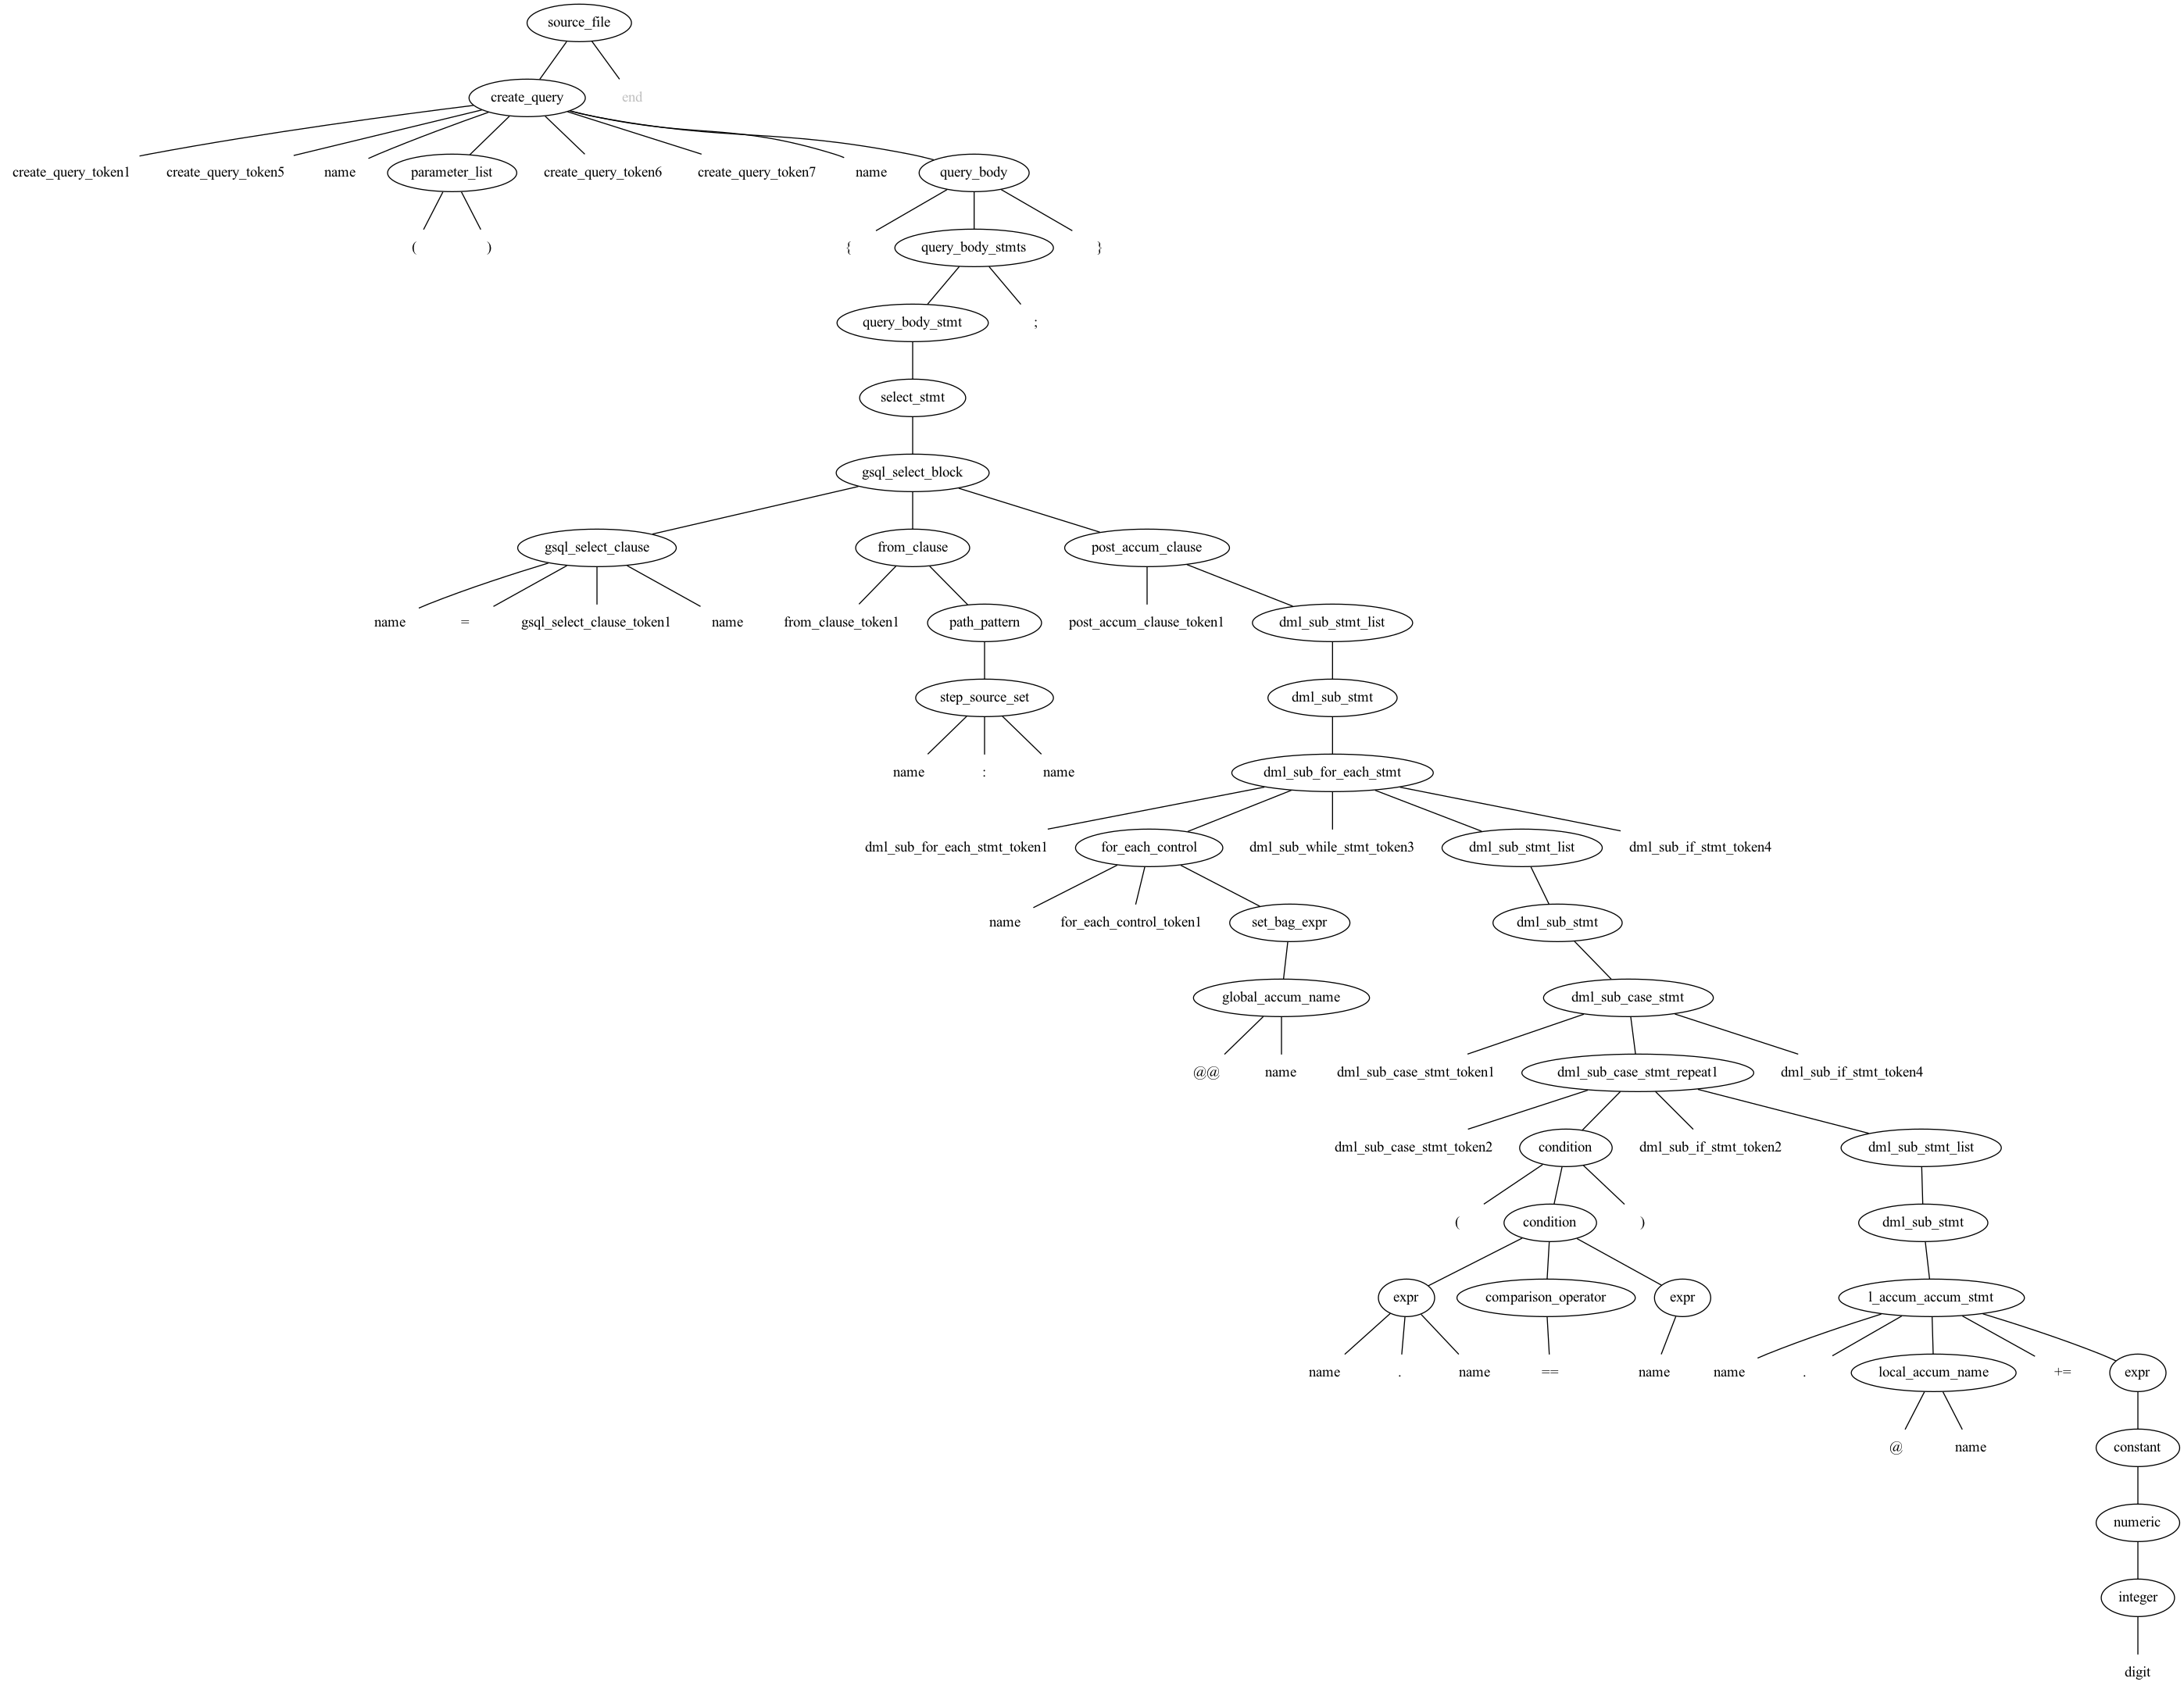 source_file
create_query end
create_query_token1 create_query_token5 name parameter_list create_query_token6 create_query_token7 name query_body
( ) { query_body_stmts }
query_body_stmt ;
select_stmt
gsql_select_block
gsql_select_clause from_clause post_accum_clause
name = gsql_select_clause_token1 name from_clause_token1 path_pattern post_accum_clause_token1 dml_sub_stmt_list
step_source_set dml_sub_stmt
name : name dml_sub_for_each_stmt
dml_sub_for_each_stmt_token1 for_each_control dml_sub_while_stmt_token3 dml_sub_stmt_list dml_sub_if_stmt_token4
name for_each_control_token1 set_bag_expr dml_sub_stmt
global_accum_name dml_sub_case_stmt
@@ name dml_sub_case_stmt_token1 dml_sub_case_stmt_repeat1 dml_sub_if_stmt_token4
dml_sub_case_stmt_token2 condition dml_sub_if_stmt_token2 dml_sub_stmt_list
( condition ) dml_sub_stmt
expr comparison_operator expr l_accum_accum_stmt
name . name == name name . local_accum_name += expr
@ name constant
numeric
integer
digit